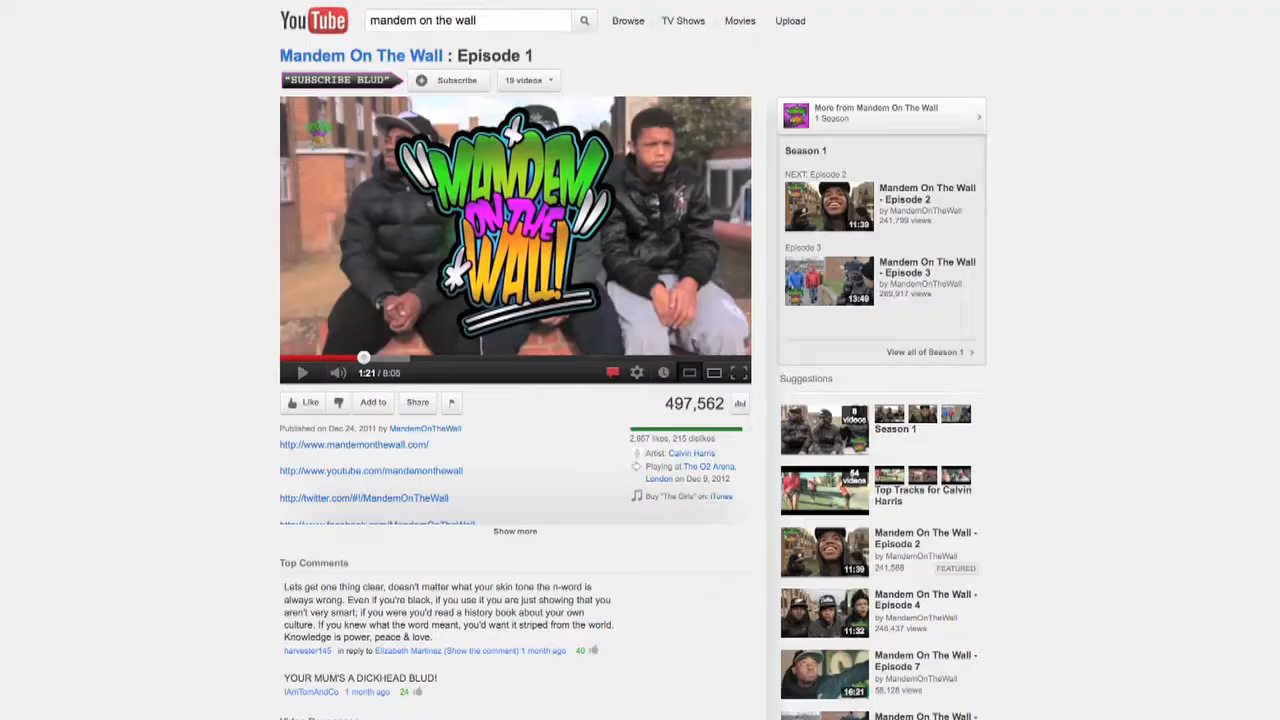 YouTube
mandem on the wall
Browse
TV Shows
Movies
Upload
Mandem On The Wall : Episode 1
"SUBSCRIBE BLUD"
Subscribe
19 videos
MANDEM
ON THE
WALL!
1:21 / 8:05
Like
Add to
Share
497,562
Published on Dec 24, 2011 by MandemOnTheWall
2,857 likes, 215 dislikes
http://www.mandemonthewall.com/
http://www.youtube.com/mandemonthewall
http://twitter.com/#!/MandemOnTheWall
http://www.facebook.com/MandemOnTheWall
Artist: Calvin Harris
Playing at The O2 Arena,
London on Dec 9, 2012
Buy "The Girls" on: iTunes
Show more
Top Comments
Lets get one thing clear, doesn't matter what your skin tone the n-word is
always wrong. Even if you're black, if you use it you are just showing that you
aren't very smart; if you were you'd read a history book about your own
culture. If you knew what the word meant, you'd want it striped from the world.
Knowledge is power, peace & love.
harvester145 in reply to Elizabeth Martinez (Show the comment) 1 month ago 40
YOUR MUM'S A DICKHEAD BLUD!
IAmTomAndCo 1 month ago 24
More from Mandem On The Wall
1 Season
Season 1
NEXT: Episode 2
Mandem On The Wall
- Episode 2
by MandemOnTheWall
241,799 views
11:39
Episode 3
Mandem On The Wall
- Episode 3
by MandemOnTheWall
289,917 views
13:49
View all of Season 1
Suggestions
8
videos
Season 1
64
videos
Top Tracks for Calvin
Harris
Mandem On The Wall -
Episode 2
by MandemOnTheWall
241,588
FEATURED
11:39
Mandem On The Wall -
Episode 4
by MandemOnTheWall
246,437 views
11:32
Mandem On The Wall -
Episode 7
by MandemOnTheWall
58,128 views
16:21
Mandem On The Wall -